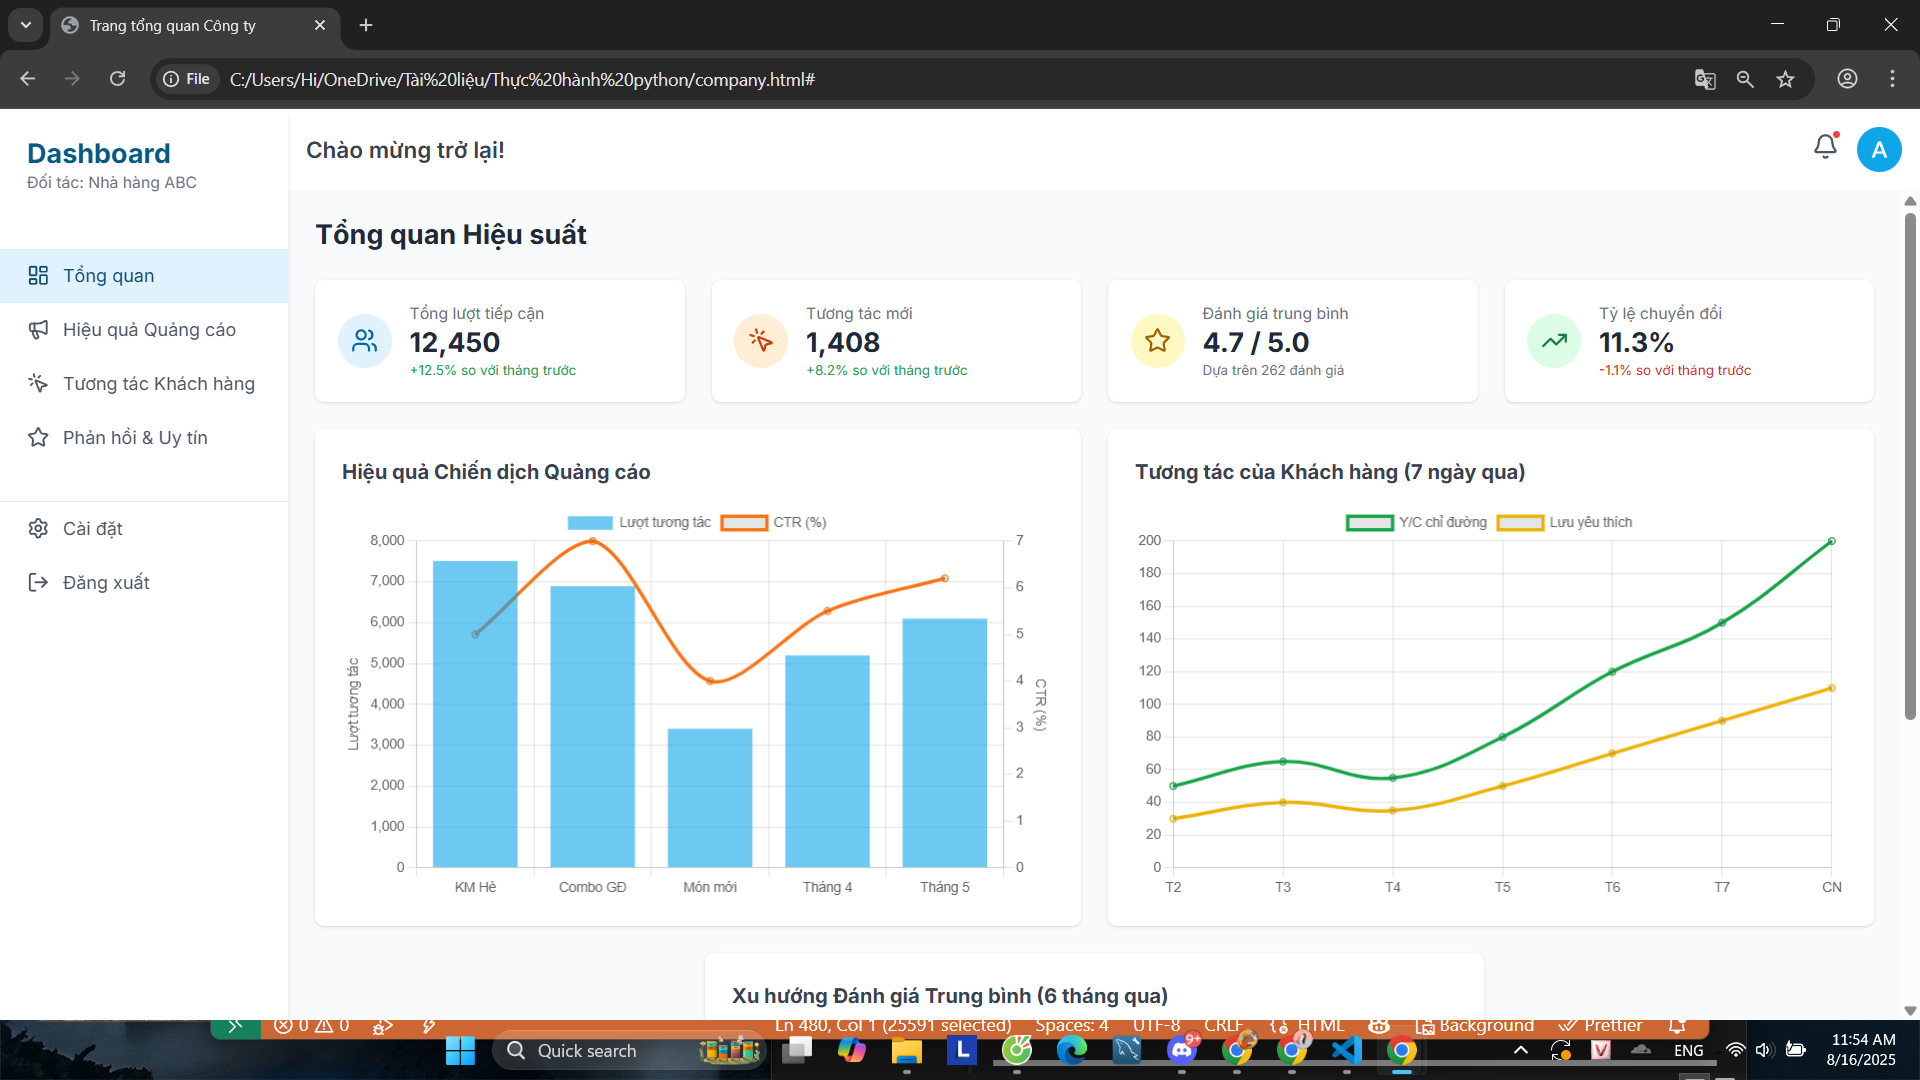 Trang tổng quan Công ty
File
C:/Users/Hi/OneDrive/Tài%20liệu/Thực%20hành%20python/company.html#
Dashboard
Đối tác: Nhà hàng ABC
Tổng quan
Hiệu quả Quảng cáo
Tương tác Khách hàng
Phản hồi & Uy tín
Cài đặt
Đăng xuất
Chào mừng trở lại!
A
Tổng quan Hiệu suất
Tổng lượt tiếp cận
12,450
+12.5% so với tháng trước
Tương tác mới
1,408
+8.2% so với tháng trước
Đánh giá trung bình
4.7 / 5.0
Dựa trên 262 đánh giá
Tỷ lệ chuyển đổi
11.3%
-1.1% so với tháng trước
Hiệu quả Chiến dịch Quảng cáo
Lượt tương tác CTR (%)
8,000
7,000
6,000
5,000
4,000
3,000
2,000
1,000
0
Lượt tương tác
7
6
5
4
3
2
1
0
CTR (%)
KM Hè Combo GĐ Món mới Tháng 4 Tháng 5
Tương tác của Khách hàng (7 ngày qua)
Y/C chỉ đường Lưu yêu thích
200
180
160
140
120
100
80
60
40
20
0
T2 T3 T4 T5 T6 T7 CN
Xu hướng Đánh giá Trung bình (6 tháng qua)
0 0 Ln 480, Col 1 (25591 selected) Spaces: 4 UTF-8 CRLF HTML Background Prettier
Quick search
L
9+
V
ENG
11:54 AM
8/16/2025